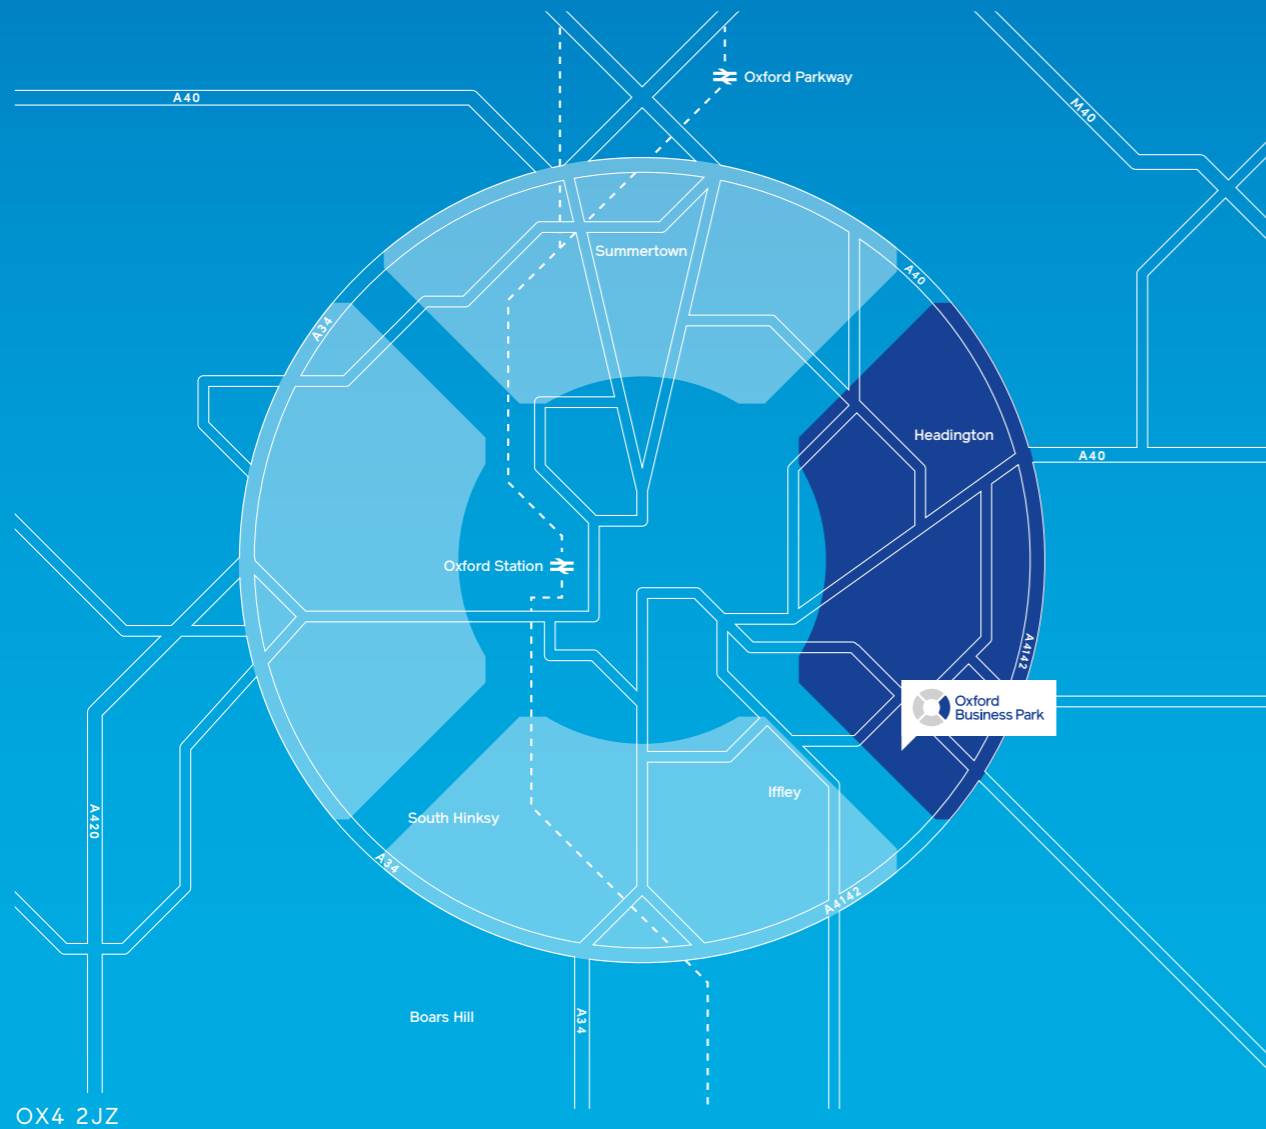 Oxford Parkway
A40
M40
Summertown
A40
A34
Headington
A40
Oxford Station
A4142
Oxford
Business Park
Iffley
South Hinksy
A420
A34
A4142
Boars Hill
A34
OX4 2JZ